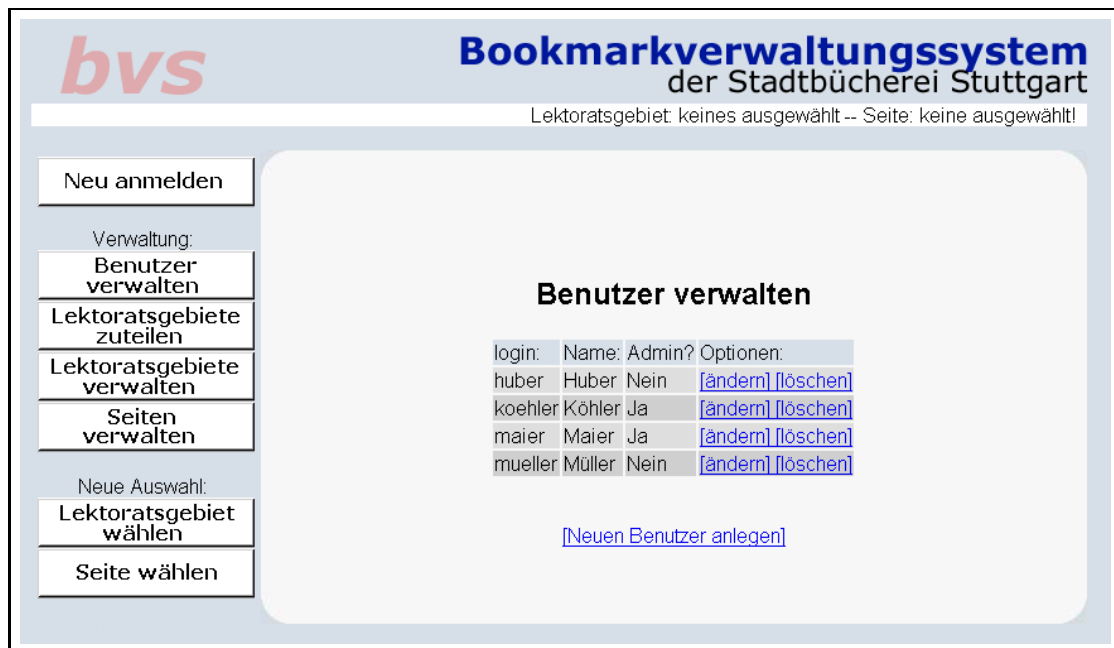 bvs
Bookmarkverwaltungssystem
der Stadtbücherei Stuttgart
Lektoratsgebiet: keines ausgewählt -- Seite: keine ausgewählt!
Neu anmelden
Verwaltung:
Benutzer
verwalten
Lektoratsgebiete
zuteilen
Lektoratsgebiete
verwalten
Seiten
verwalten
Neue Auswahl:
Lektoratsgebiet
wählen
Seite wählen
Benutzer verwalten
login: Name: Admin? Optionen:
huber Huber Nein [ändern] [löschen]
koehler Köhler Ja [ändern] [löschen]
maier Maier Ja [ändern] [löschen]
mueller Müller Nein [ändern] [löschen]
[Neuen Benutzer anlegen]